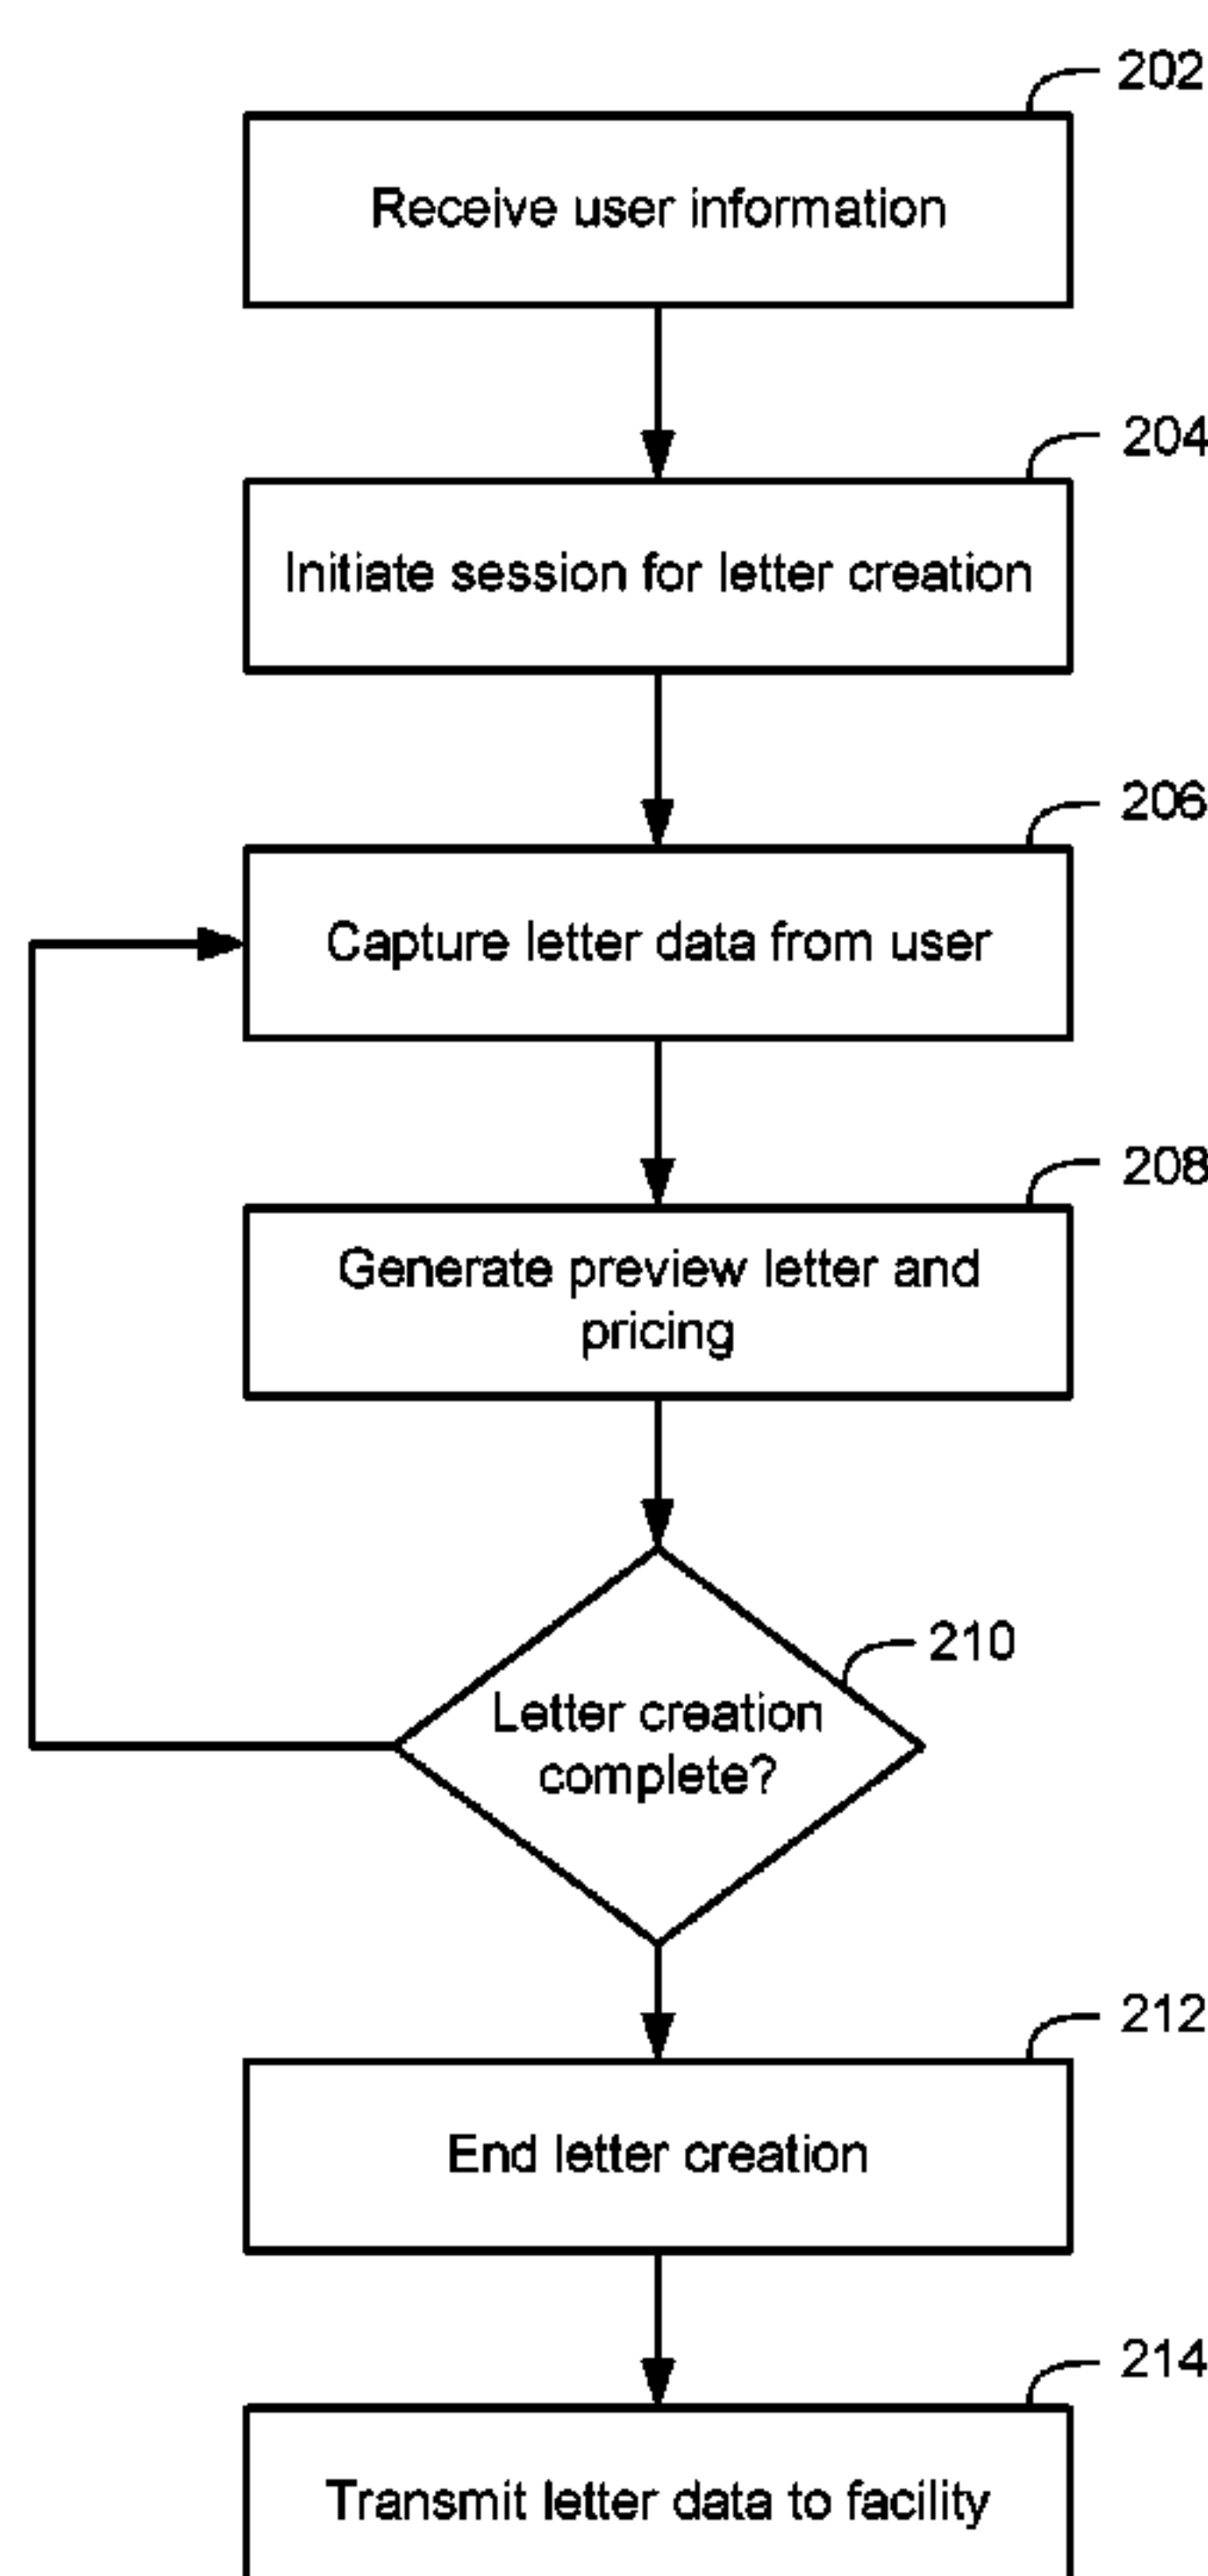 202
Receive user information
204
Initiate session for letter creation
206
Capture letter data from user
208
Generate preview letter and
pricing
210
Letter creation
complete?
212
End letter creation
214
Transmit letter data to facility